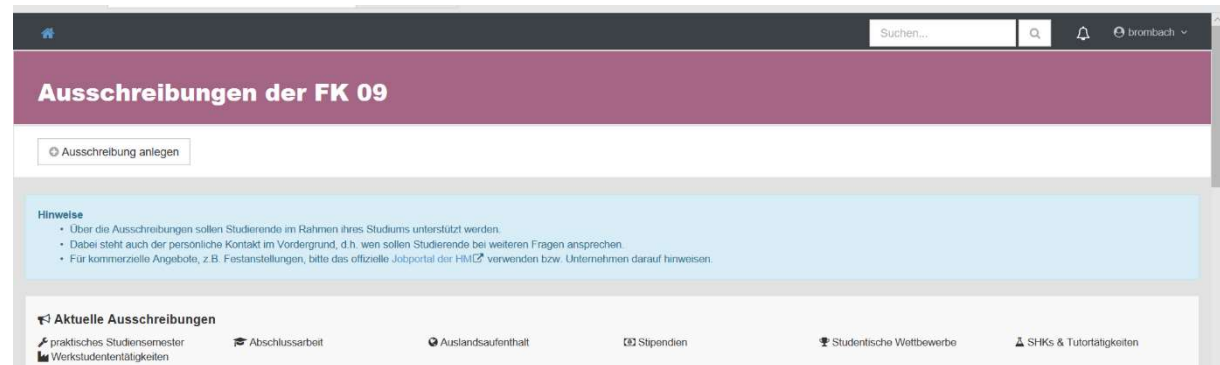 Suchen...
brombach
Ausschreibungen der FK 09
Ausschreibung anlegen
Hinweise
• Über die Ausschreibungen sollen Studierende im Rahmen ihres Studiums unterstützt werden.
• Dabei steht auch der persönliche Kontakt im Vordergrund, d.h. wen sollen Studierende bei weiteren Fragen ansprechen.
• Für kommerzielle Angebote, z.B. Festanstellungen, bitte das offizielle Jobportal der HM verwenden bzw. Unternehmen darauf hinweisen.
Aktuelle Ausschreibungen
praktisches Studiensemester Abschlussarbeit Auslandsaufenthalt Stipendien Studentische Wettbewerbe SHKs & Tutortätigkeiten
Werkstudententätigkeiten